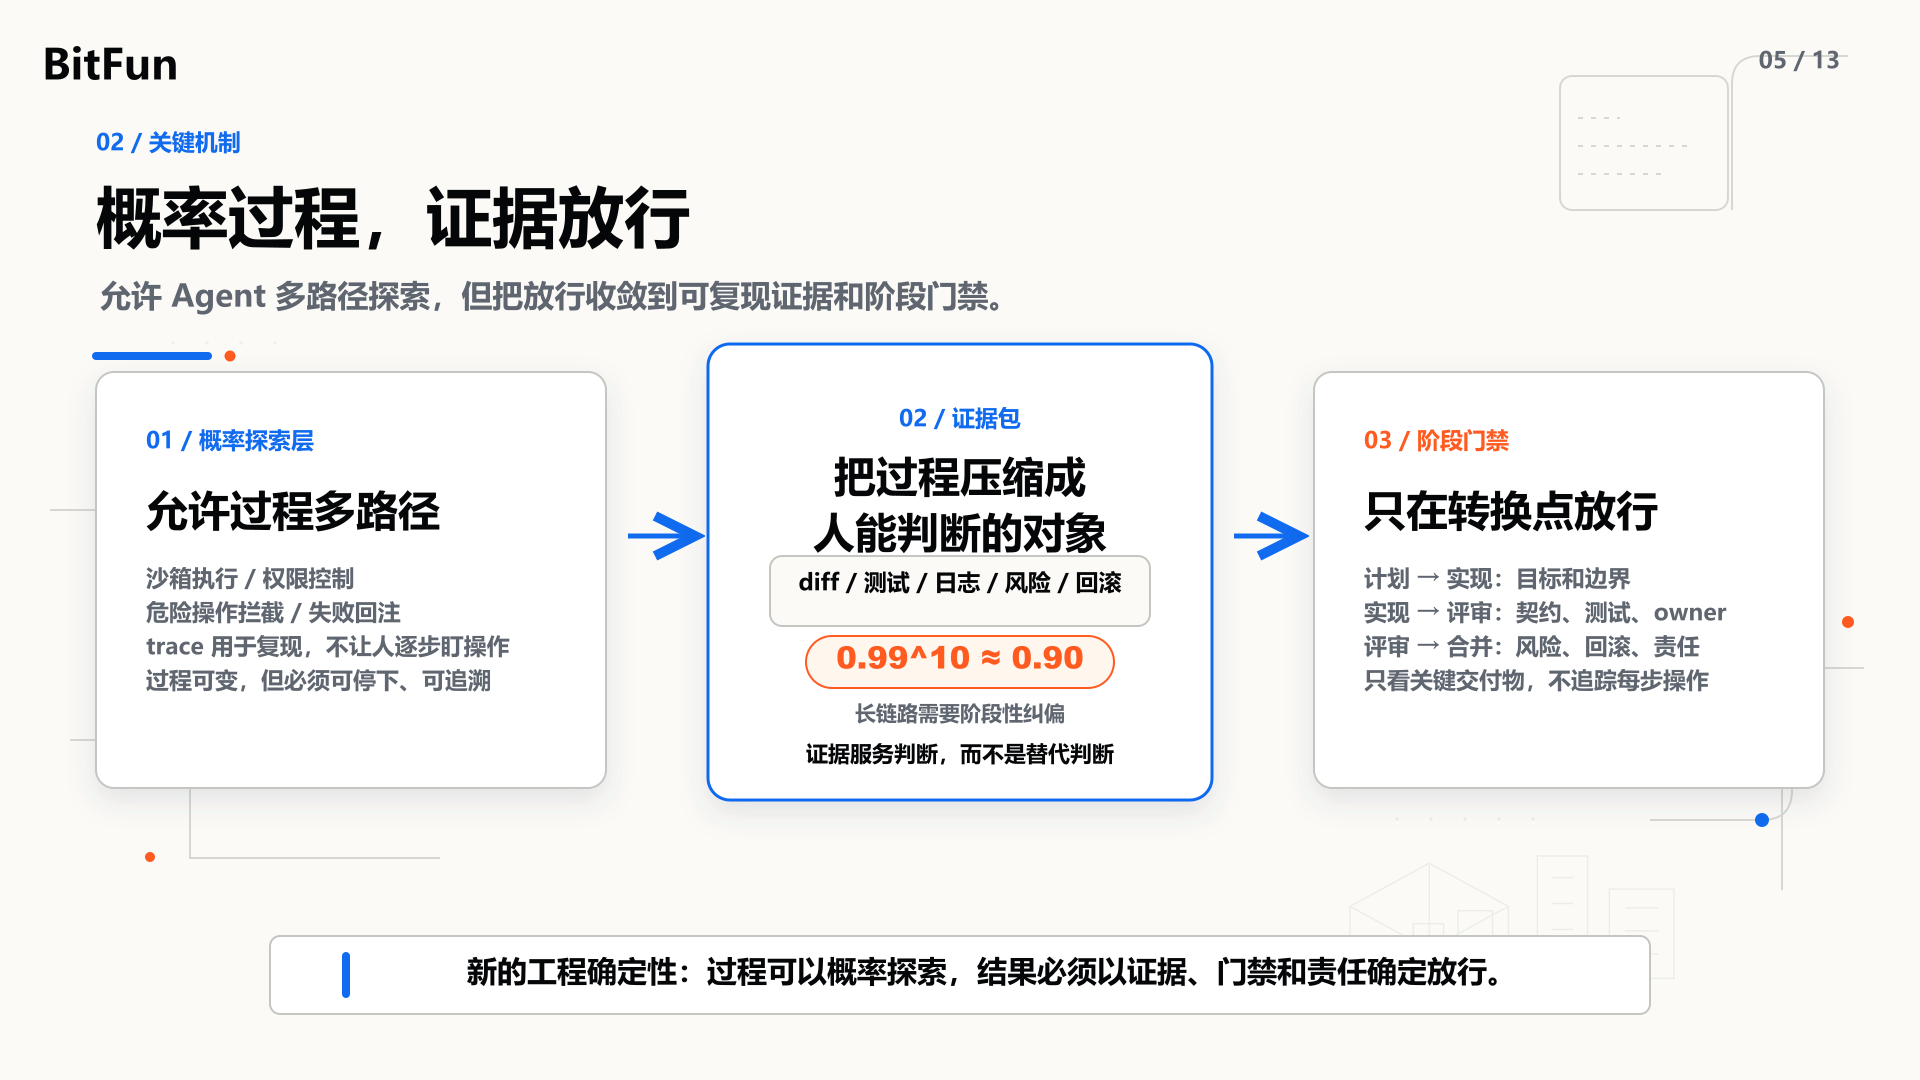 BitFun
05 / 13
02 / 关键机制
概率过程，证据放行
允许 Agent 多路径探索，但把放行收敛到可复现证据和阶段门禁。
01 / 概率探索层
允许过程多路径
沙箱执行 / 权限控制
危险操作拦截 / 失败回注
trace 用于复现，不让人逐步盯操作
过程可变，但必须可停下、可追溯
02 / 证据包
把过程压缩成
人能判断的对象
diff / 测试 / 日志 / 风险 / 回滚
0.99^10 ≈ 0.90
长链路需要阶段性纠偏
证据服务判断，而不是替代判断
03 / 阶段门禁
只在转换点放行
计划 → 实现：目标和边界
实现 → 评审：契约、测试、owner
评审 → 合并：风险、回滚、责任
只看关键交付物，不追踪每步操作
新的工程确定性：过程可以概率探索，结果必须以证据、门禁和责任确定放行。